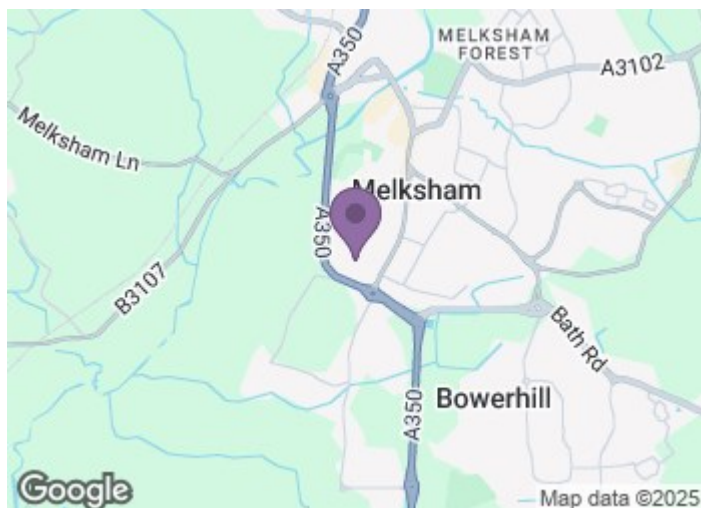 A350
MELKSHAM
FOREST
A3102
Melksham Ln
Melksham
A350
B3107
Bath Rd
A350
Bowerhill
Google
Map data ©2025